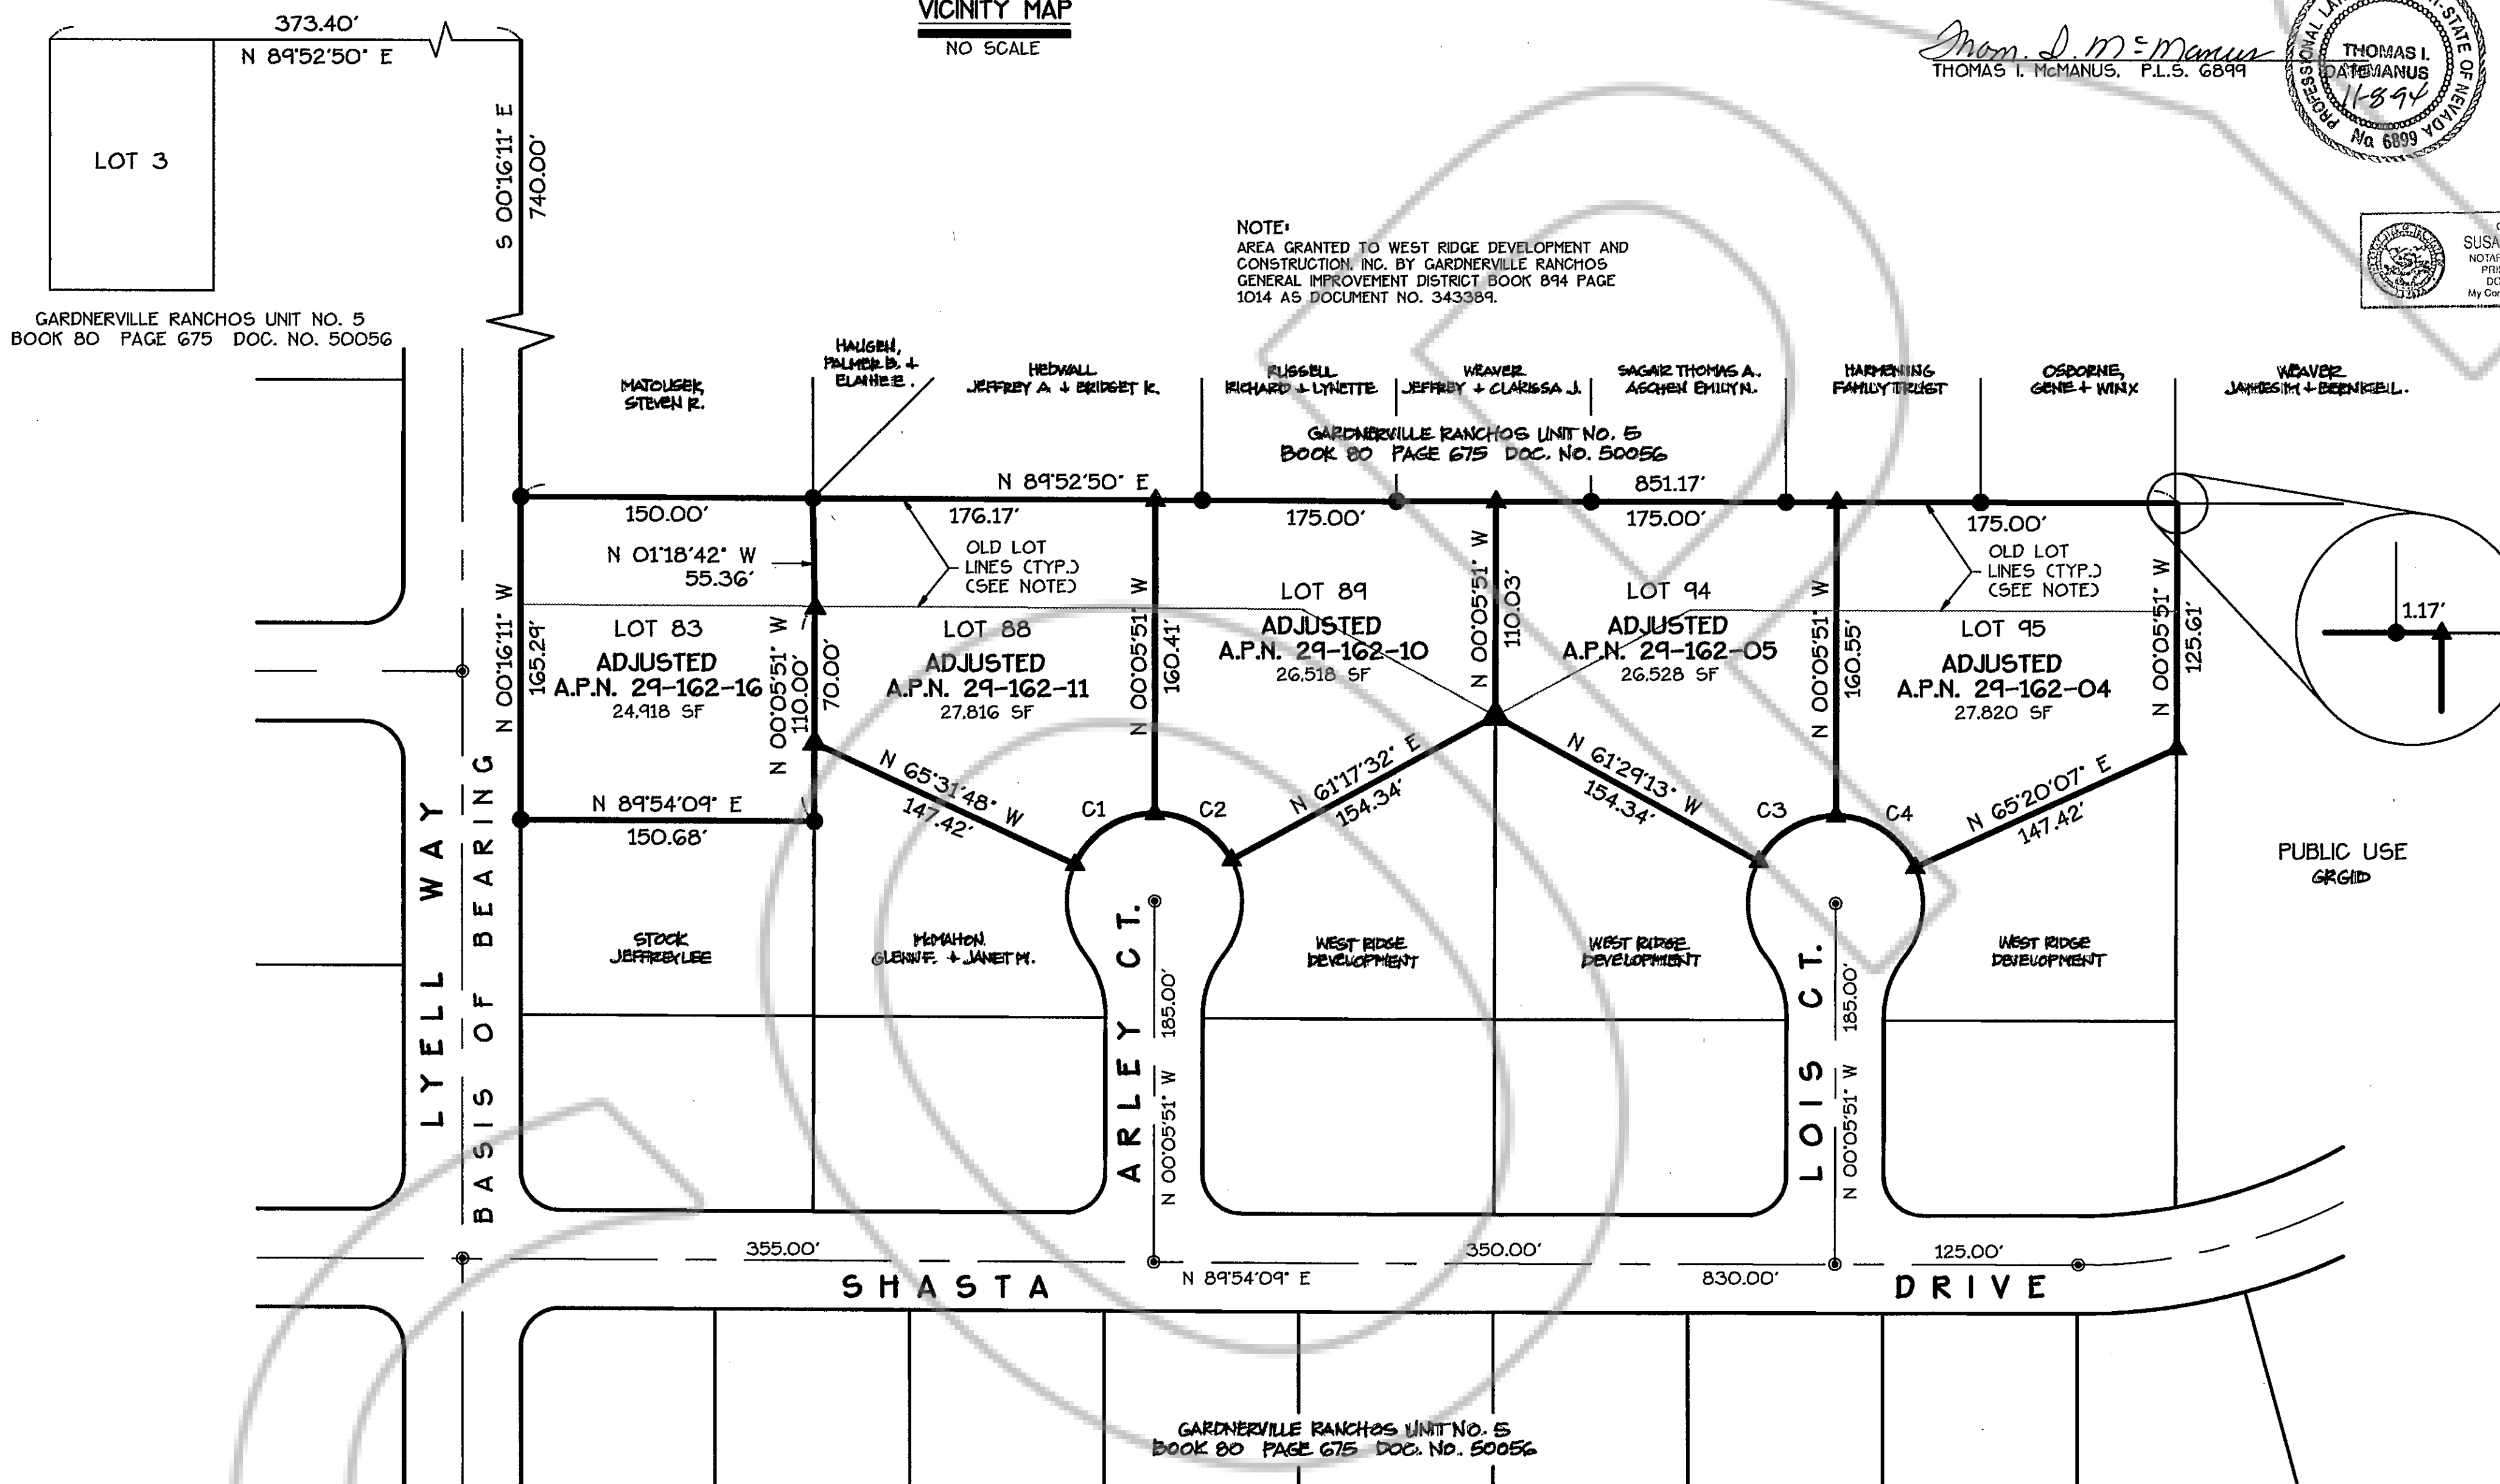 VICINITY MAP
NO SCALE
373.40'
N 89°52'50" E
LOT 3
S 00°16'11" E
740.00'
GARDNERVILLE RANCHOS UNIT NO. 5
BOOK 80 PAGE 675 DOC. NO. 50056
THOMAS I. McMANUS, P.L.S. 6899
PROFESSIONAL
STATE OF NEVADA
THOMAS I.
11-8-94
No. 6899
NOTE:
AREA GRANTED TO WEST RIDGE DEVELOPMENT AND
CONSTRUCTION, INC. BY GARDNERVILLE RANCHOS
GENERAL IMPROVEMENT DISTRICT BOOK 894 PAGE
1014 AS DOCUMENT NO. 343389.
My
MATOUSEK,
STEVEN R.
HAUGEN,
PALMER B. +
ELAINE E.
HEDWALL
JEFFREY A. + BRIDGET K.
RUSSELL
RICHARD + LYNETTE
WEAVER
JEFFREY + CLARISSA J.
SAGAR THOMAS A.,
ASCHEN EMILY N.
HARMENING
FAMILY TRUST
OSBORNE,
GENE + WINX
WEAVER
JAMES M +
GARDNERVILLE RANCHOS UNIT NO. 5
BOOK 80 PAGE 675 DOC. NO. 50056
N 89°52'50" E
851.17'
150.00'
176.17'
175.00'
175.00'
175.00'
N 01°18'42" W
55.36'
OLD LOT
LINES (TYP.)
(SEE NOTE)
OLD LOT
LINES (TYP.)
(SEE NOTE)
1.17'
N 00°16'11" W
165.29'
LOT 83
ADJUSTED
A.P.N. 29-162-16
24,918 SF
N 00°05'51" W
110.00'
70.00'
LOT 88
ADJUSTED
A.P.N. 29-162-11
27,816 SF
N 00°05'51" W
160.41'
LOT 89
ADJUSTED
A.P.N. 29-162-10
26,518 SF
N 00°05'51" W
110.03'
LOT 94
ADJUSTED
A.P.N. 29-162-05
26,528 SF
N 00°05'51" W
160.55'
LOT 95
ADJUSTED
A.P.N. 29-162-04
27,820 SF
N 00°05'51" W
125.61'
N 89°54'09" E
150.68'
N 65°31'48" W
147.42'
C1
C2
N 61°17'32" E
154.34'
N 61°29'13" W
154.34'
C3
C4
N 65°20'07" E
147.42'
PUBLIC USE
GRGID
LYELL WAY
BASIS OF BEARING
STOCK
JEFFREY LEE
McMAHON
GLENN F. + JANET M.
ARLEY CT.
N 00°05'51" W 185.00'
WEST RIDGE
DEVELOPMENT
WEST RIDGE
DEVELOPMENT
LOIS CT.
N 00°05'51" W 185.00'
WEST RIDGE
DEVELOPMENT
355.00'
350.00'
125.00'
SHASTA
N 89°54'09" E
830.00'
DRIVE
GARDNERVILLE RANCHOS UNIT NO. 5
BOOK 80 PAGE 675 DOC. NO. 50056